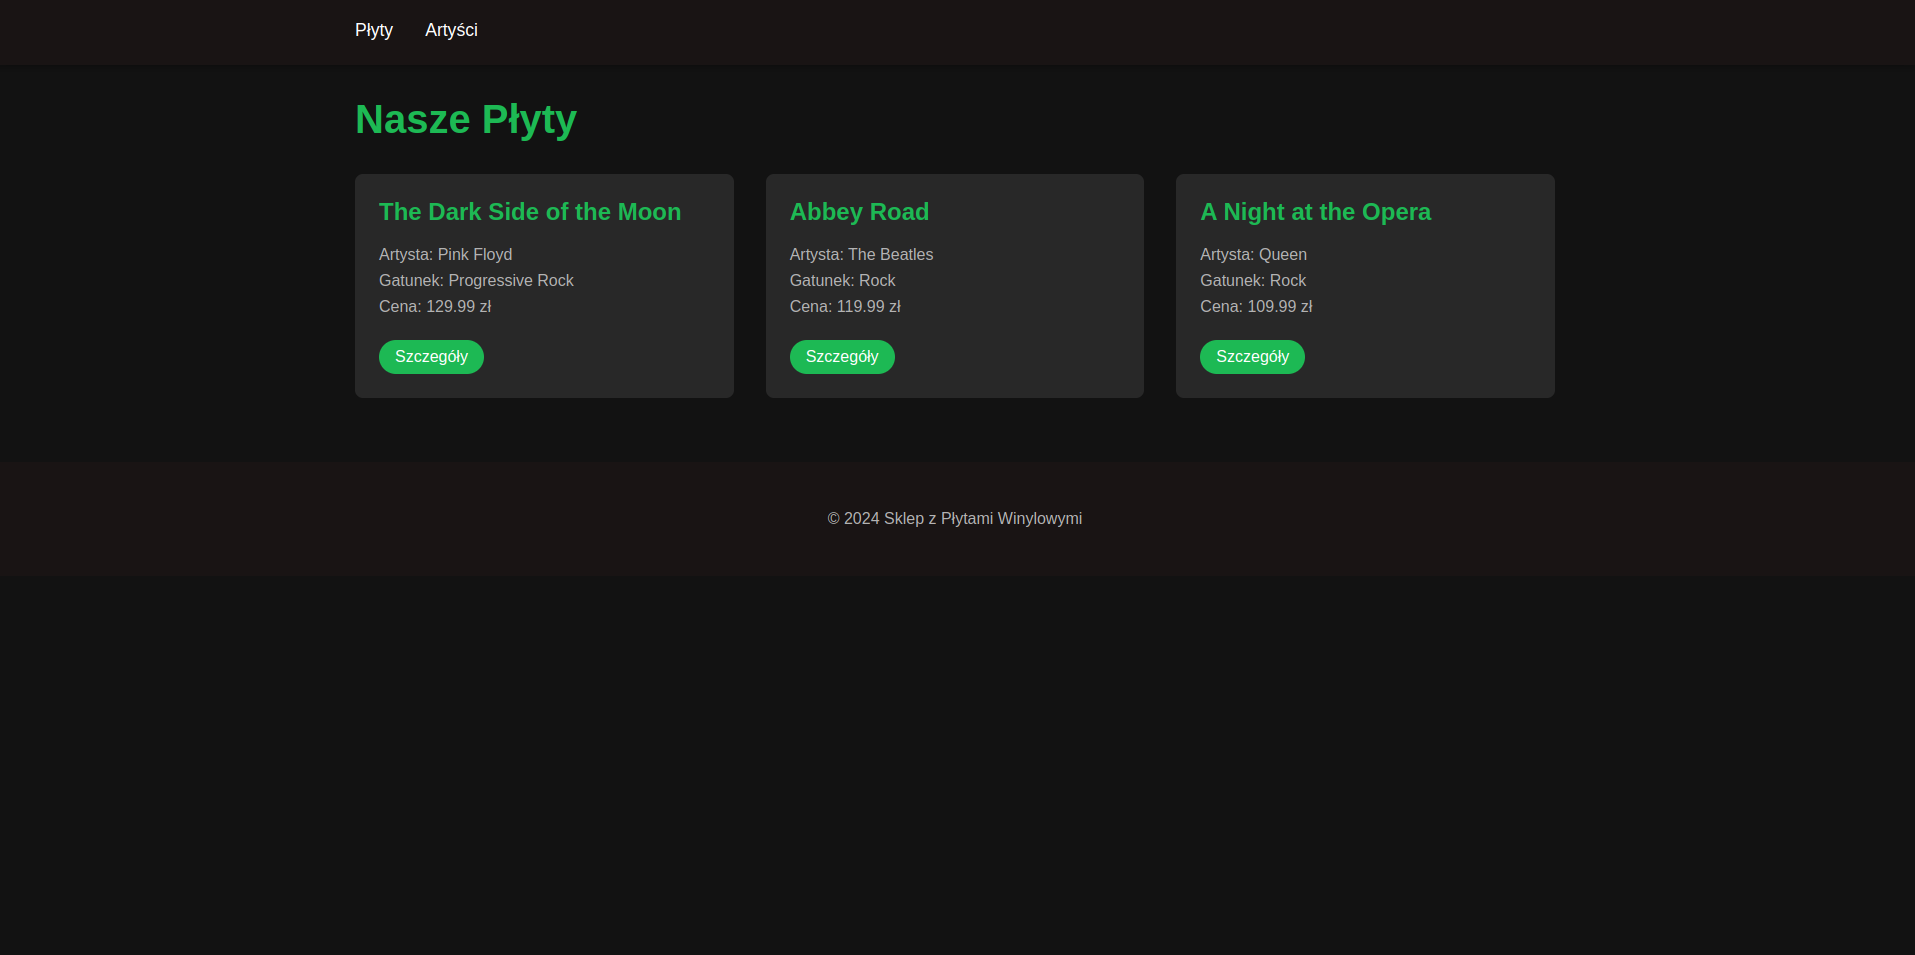 Płyty Artyści
Nasze Płyty
The Dark Side of the Moon
Artysta: Pink Floyd
Gatunek: Progressive Rock
Cena: 129.99 zł
Szczegóły
Abbey Road
Artysta: The Beatles
Gatunek: Rock
Cena: 119.99 zł
Szczegóły
A Night at the Opera
Artysta: Queen
Gatunek: Rock
Cena: 109.99 zł
Szczegóły
© 2024 Sklep z Płytami Winylowymi